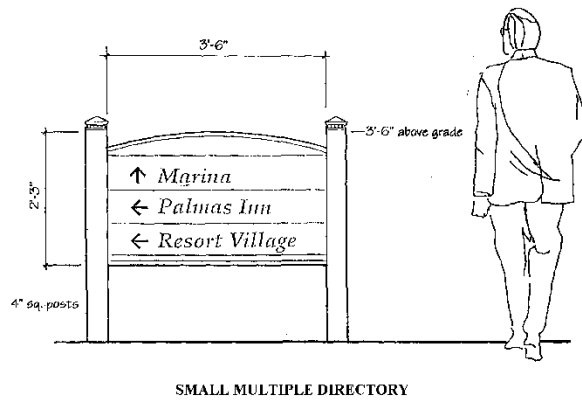 3'-6"
3'-6" above grade
2'-3"
↑ Marina
← Palmas Inn
← Resort Village
4" sq. posts
SMALL MULTIPLE DIRECTORY